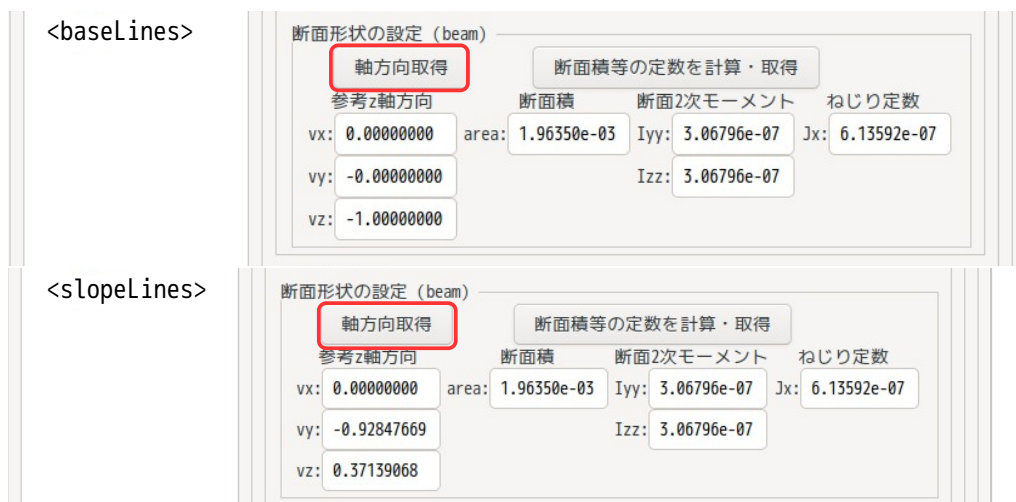 <baseLines>
断面形状の設定 (beam)
軸方向取得 断面積等の定数を計算・取得
参考z軸方向 断面積 断面2次モーメント ねじり定数
vx: 0.00000000 area: 1.96350e-03 Iyy: 3.06796e-07 Jx: 6.13592e-07
vy: -0.00000000 Izz: 3.06796e-07
vz: -1.00000000
<slopeLines>
断面形状の設定 (beam)
軸方向取得 断面積等の定数を計算・取得
参考z軸方向 断面積 断面2次モーメント ねじり定数
vx: 0.00000000 area: 1.96350e-03 Iyy: 3.06796e-07 Jx: 6.13592e-07
vy: -0.92847669 Izz: 3.06796e-07
vz: 0.37139068